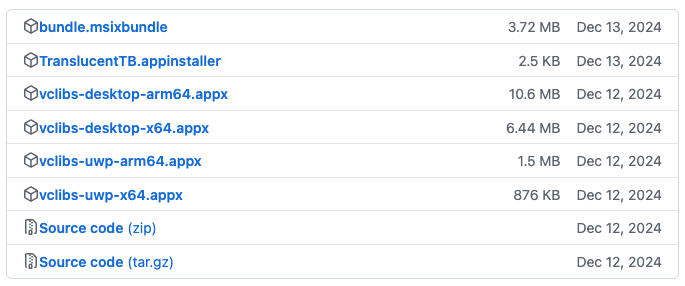 bundle.msixbundle 3.72 MB Dec 13, 2024
TranslucentTB.appinstaller 2.5 KB Dec 13, 2024
vclibs-desktop-arm64.appx 10.6 MB Dec 12, 2024
vclibs-desktop-x64.appx 6.44 MB Dec 12, 2024
vclibs-uwp-arm64.appx 1.5 MB Dec 12, 2024
vclibs-uwp-x64.appx 876 KB Dec 12, 2024
Source code (zip) Dec 12, 2024
Source code (tar.gz) Dec 12, 2024